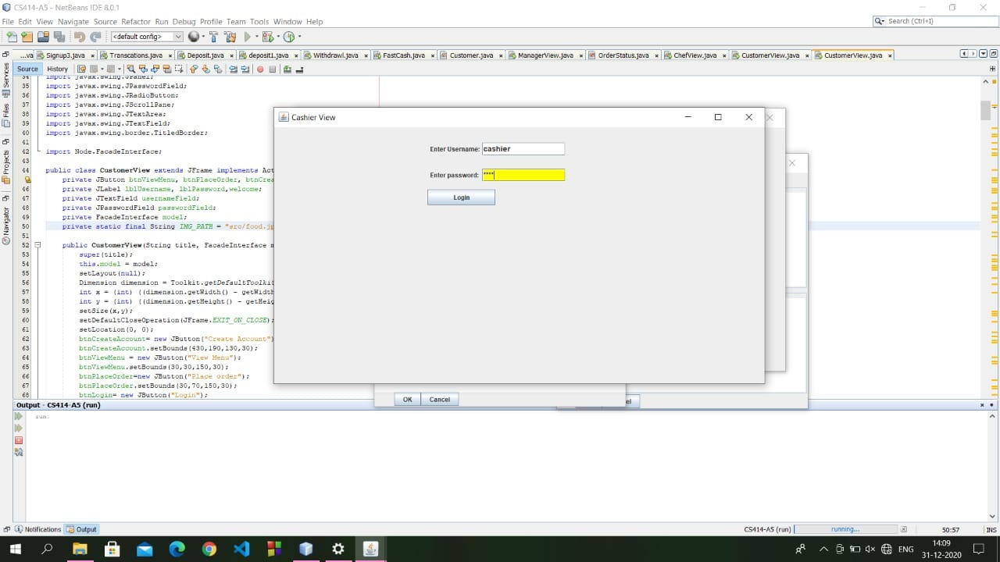 CS414-A5 - NetBeans IDE 8.0.1
File Edit View Navigate Source Refactor Run Debug Profile Team Tools Window Help
Search (Ctrl+I)
<default config>
...va Signup3.java Transcations.java Deposit.java deposit1.java Withdrawl.java FastCash.java Customer.java ManagerView.java OrderStatus.java ChefView.java CustomerView.java CustomerView.java
Source History
Services
Files
Projects
Navigator
34 import javax.swing.JPanel;
35 import javax.swing.JPasswordField;
36 import javax.swing.JRadioButton;
37 import javax.swing.JScrollPane;
38 import javax.swing.JTextArea;
39 import javax.swing.JTextField;
40 import javax.swing.border.TitledBorder;
41
42 import Node.FacadeInterface;
43
44 public class CustomerView extends JFrame implements Act
private JButton btnViewMenu, btnPlaceOrder, btnCrea
46 private JLabel lblUsername, lblPassword,welcome;
47 private JTextField usernameField;
48 private JPasswordField passwordField;
49 private FacadeInterface model;
50 private static final String IMG_PATH = "src/food.jp
51
52 public CustomerView(String title, FacadeInterface m
53 super(title);
54 this.model = model;
55 setLayout(null);
56 Dimension dimension = Toolkit.getDefaultToolkit
57 int x = (int) ((dimension.getWidth() - getWidth
58 int y = (int) ((dimension.getHeight() - getHeig
59 setSize(x,y);
60 setDefaultCloseOperation(JFrame.EXIT_ON_CLOSE);
61 setLocation(0, 0);
62 btnCreateAccount= new JButton("Create Account")
63 btnCreateAccount.setBounds(430,190,130,30);
64 btnViewMenu = new JButton("View Menu");
65 btnViewMenu.setBounds(30,30,150,30);
66 btnPlaceOrder=new JButton("Place order");
67 btnPlaceOrder.setBounds(30,70,150,30);
68 btnLogin= new JButton("Login");
Cashier View
Enter Username: cashier
Enter password: ****
Login
OK Cancel
el
Output - CS414-A5 (run)
run:
Notifications Output
CS414-A5 (run) running... 50:57 INS
ENG
14:09
31-12-2020